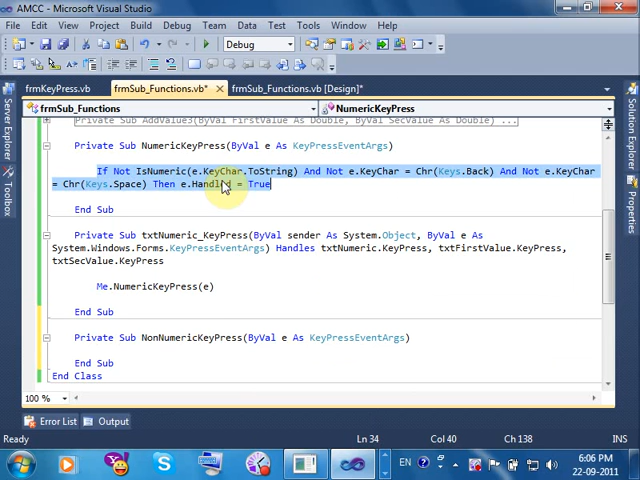 AMCC - Microsoft Visual Studio
File Edit View Project Build Debug Data Test Tools Window Help
Debug
frmKeyPress.vb frmSub_Functions.vb* frmSub_Functions.vb [Design]*
frmSub_Functions NumericKeyPress
Server Explorer
Toolbox
Solution Explorer
Properties
Private Sub AddValue3(ByVal FirstValue As Double, ByVal SecValue As Double) ...
Private Sub NumericKeyPress(ByVal e As KeyPressEventArgs)
If Not IsNumeric(e.KeyChar.ToString) And Not e.KeyChar = Chr(Keys.Back) And Not e.KeyChar
= Chr(Keys.Space) Then e.Handled = True
End Sub
Private Sub txtNumeric_KeyPress(ByVal sender As System.Object, ByVal e As
System.Windows.Forms.KeyPressEventArgs) Handles txtNumeric.KeyPress, txtFirstValue.KeyPress,
txtSecValue.KeyPress
Me.NumericKeyPress(e)
End Sub
Private Sub NonNumericKeyPress(ByVal e As KeyPressEventArgs)
End Sub
End Class
100 %
Error List Output
Ready Ln 34 Col 40 Ch 138 INS
EN 6:06 PM
22-09-2011